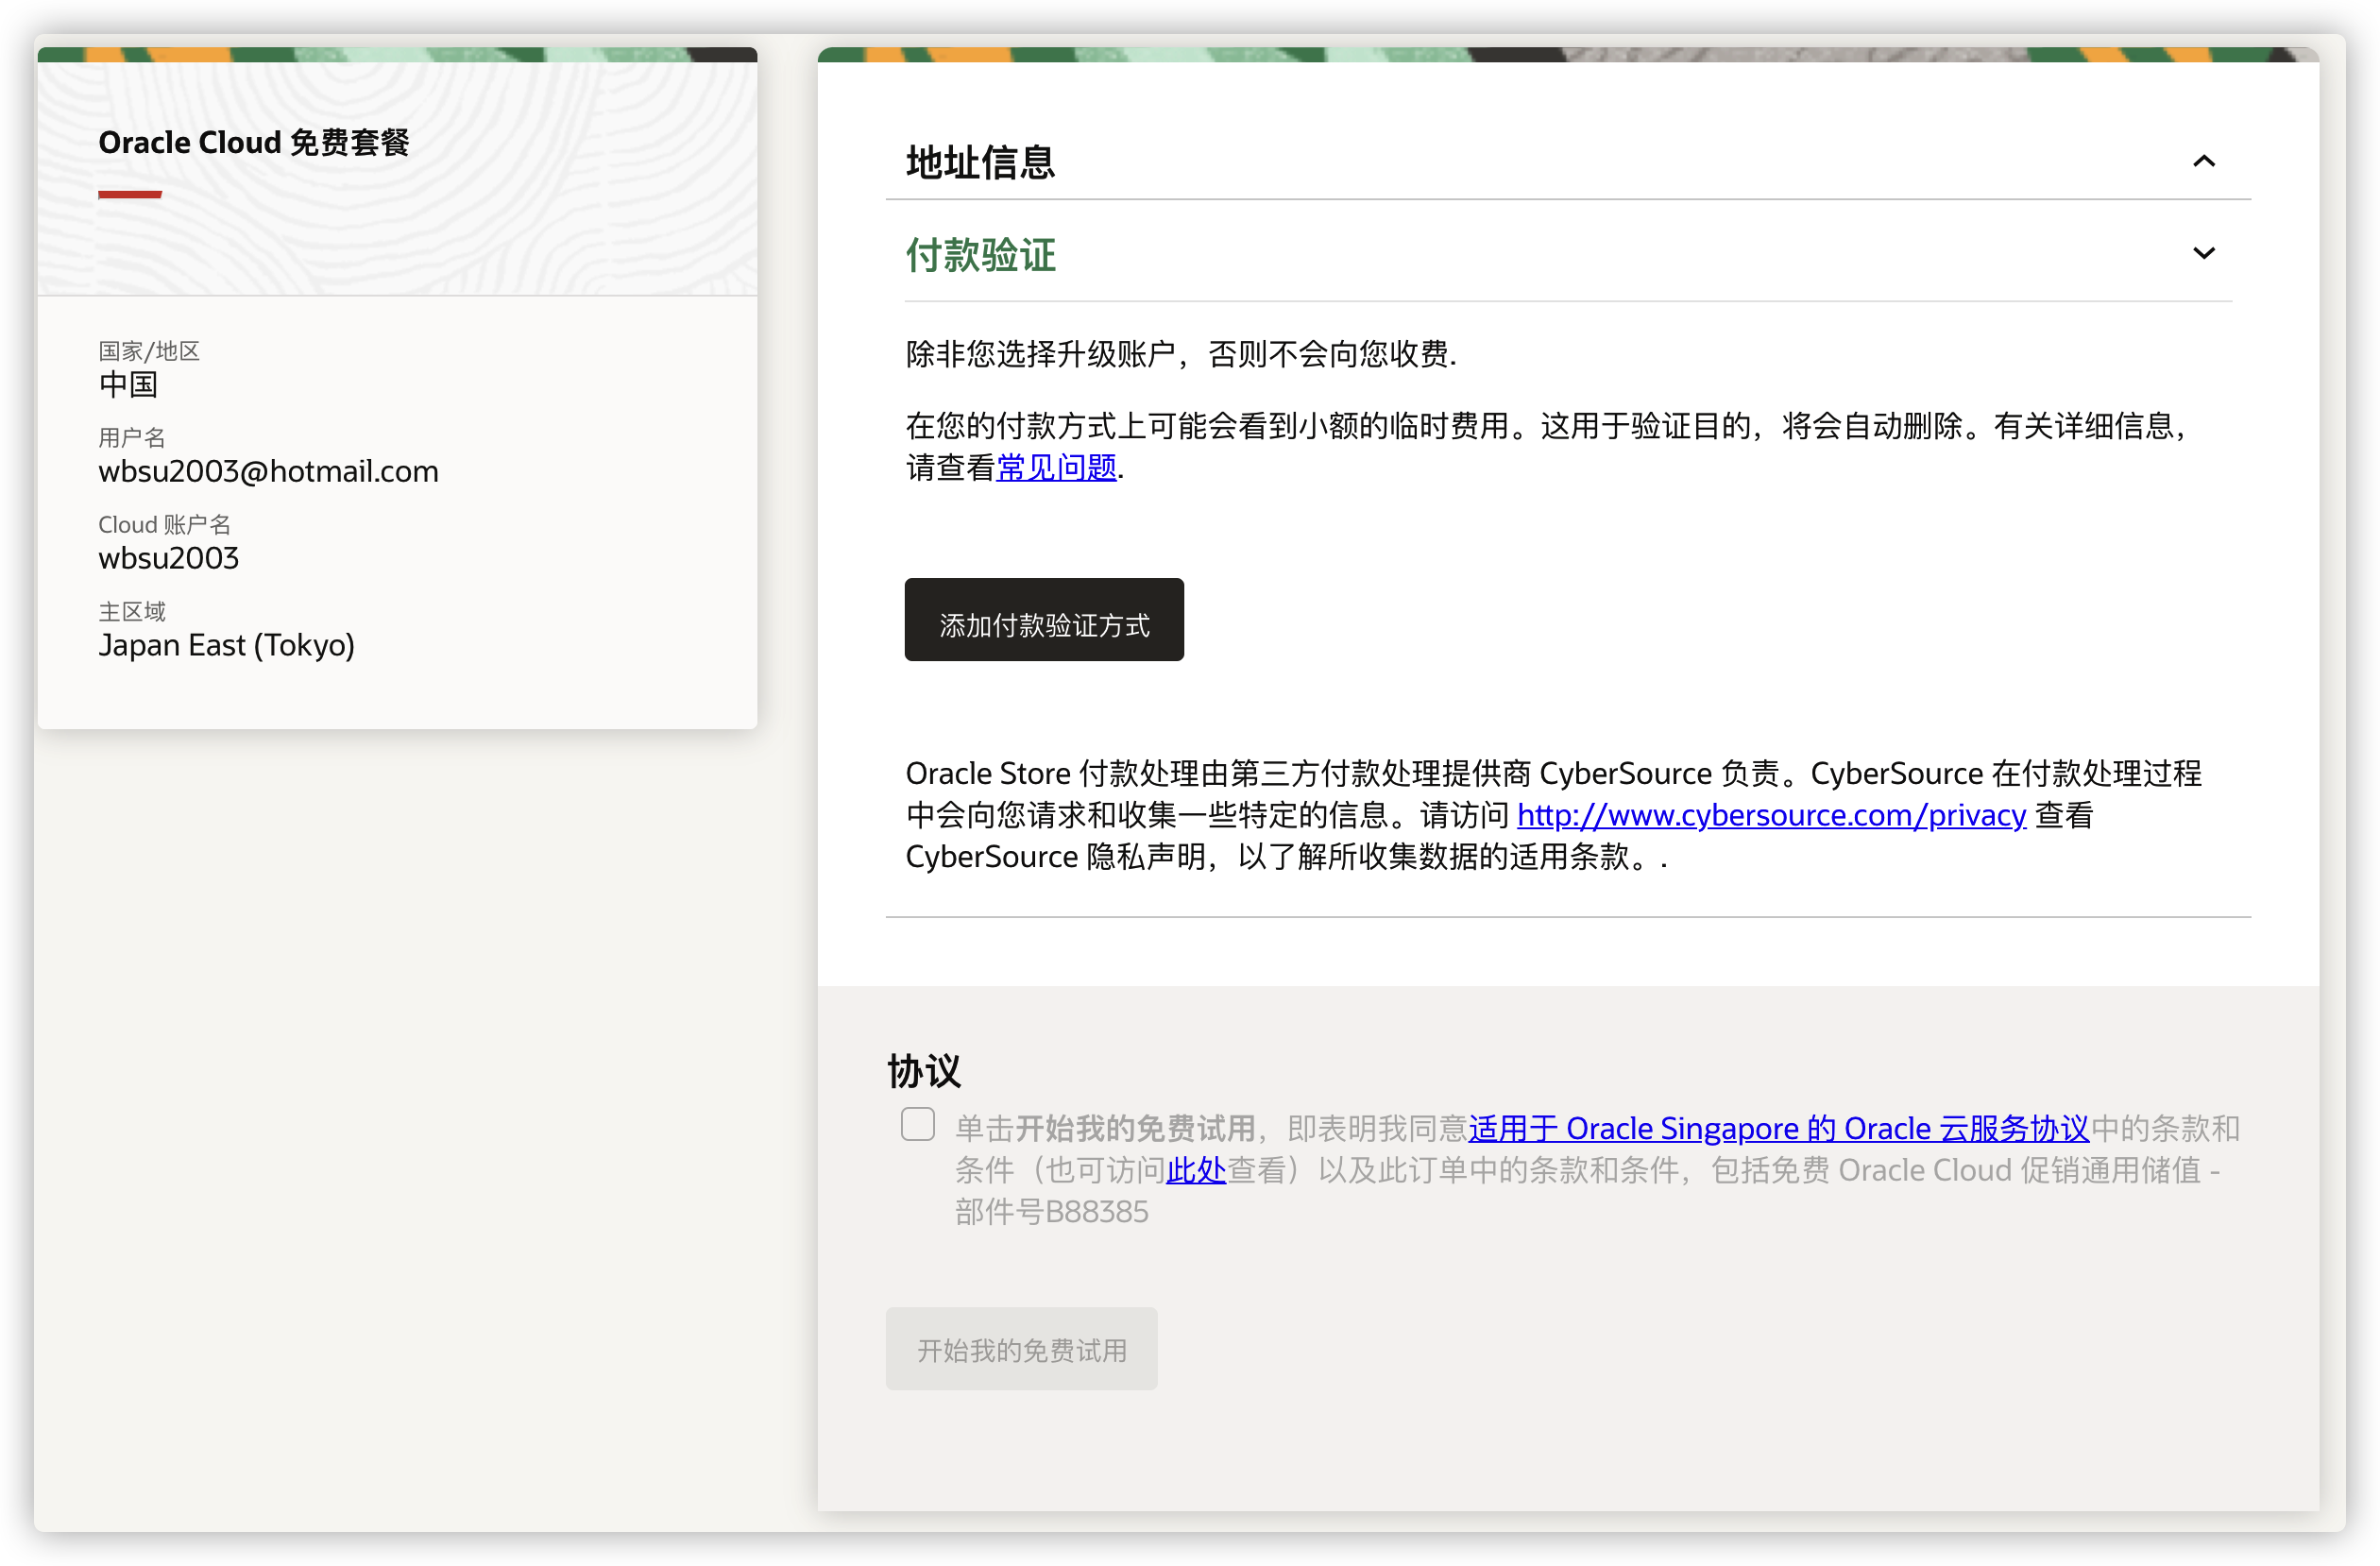 Oracle Cloud 免费套餐
国家/地区
中国
用户名
wbsu2003@hotmail.com
Cloud 账户名
wbsu2003
主区域
Japan East (Tokyo)
地址信息
付款验证
除非您选择升级账户，否则不会向您收费.
在您的付款方式上可能会看到小额的临时费用。这用于验证目的，将会自动删除。有关详细信息，
请查看常见问题.
添加付款验证方式
Oracle Store 付款处理由第三方付款处理提供商 CyberSource 负责。CyberSource 在付款处理过程
中会向您请求和收集一些特定的信息。请访问 http://www.cybersource.com/privacy 查看
CyberSource 隐私声明，以了解所收集数据的适用条款。.
协议
单击开始我的免费试用，即表明我同意适用于 Oracle Singapore 的 Oracle 云服务协议中的条款和
条件（也可访问此处查看）以及此订单中的条款和条件，包括免费 Oracle Cloud 促销通用储值 -
部件号B88385
开始我的免费试用